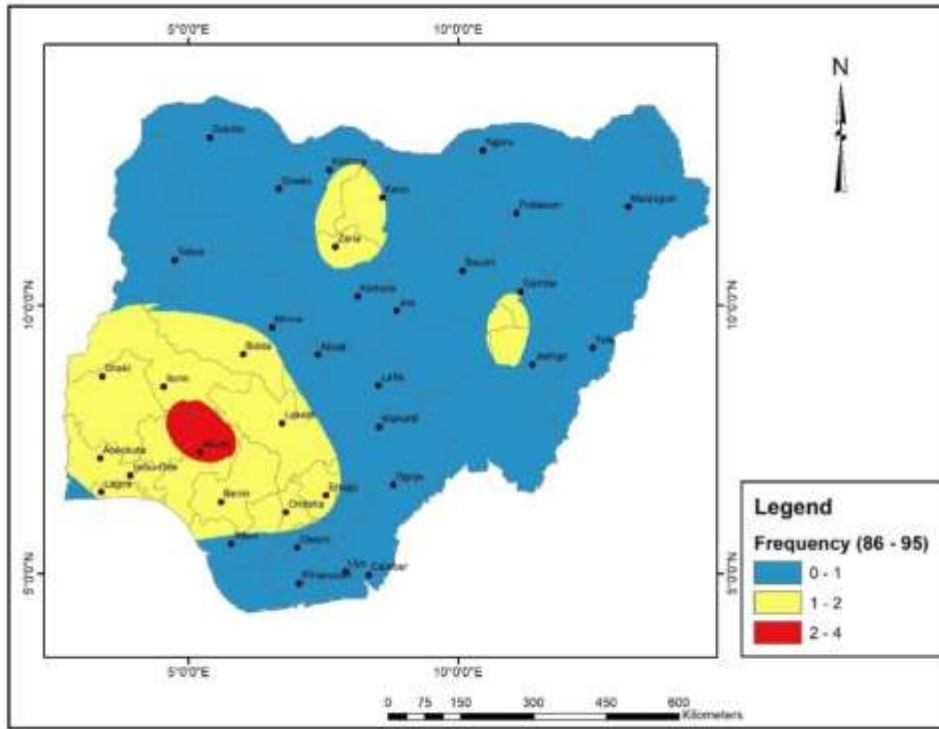 5°0'0"E 10°0'0"E
N
Sokoto
Nguru
Katsina
Gusau
Kano
Potiskum
Maiduguri
Zaria
Yelwa
Bauchi
Gombe
Kaduna
Jos
10°0'0"N 10°0'0"N
Minna
Bida
Abuja
Yola
Jalingo
Shaki
Ilorin
Lafia
Lokoja
Makurdi
Akure
Abeokuta
Ijebu-Ode
Ogoja
Lagos
Benin
Enugu
Onitsha
Warri
Owerri
Uyo
Calabar
5°0'0"N 5°0'0"N
Legend
Frequency (86 - 95)
0 - 1
1 - 2
2 - 4
5°0'0"E 10°0'0"E
0 75 150 300 450 600
Kilometers